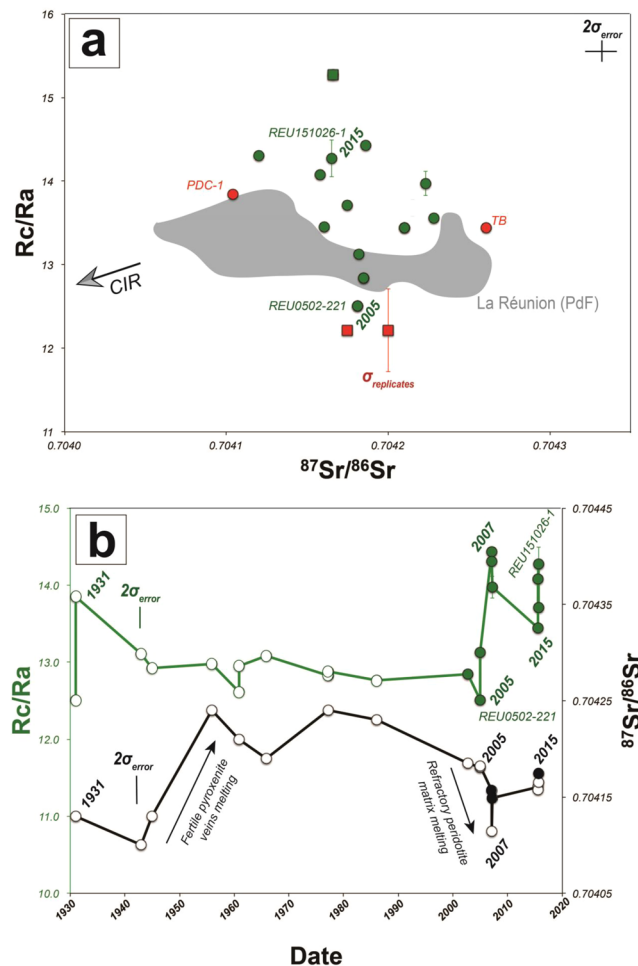 a
2σerror
16
15
14
13
12
11
Rc/Ra
REU151026-1
2015
PDC-1
TB
CIR
La Réunion (PdF)
REU0502-221
2005
σreplicates
0.7040
0.7041
0.7042
0.7043
87Sr/86Sr
b
15.0
14.0
13.0
12.0
11.0
10.0
Rc/Ra
0.70445
0.70435
0.70425
0.70415
0.70405
87Sr/86Sr
1931
2σerror
2007
REU151026-1
2015
2005
REU0502-221
1931
2σerror
Fertile pyroxenite
veins melting
Refractory peridotite
matrix melting
2005
2015
2007
1930
1940
1950
1960
1970
1980
1990
2000
2010
2020
Date